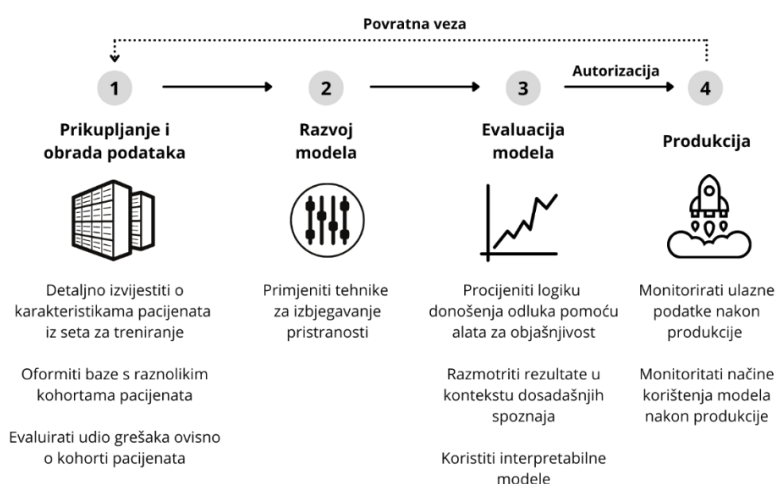 Povratna veza
1
2
3
Autorizacija
4
Prikupljanje i
obrada podataka
Razvoj
modela
Evaluacija
modela
Produkcija
Detaljno izvijestiti o
karakteristikama pacijenata
iz seta za treniranje
Oformiti baze s raznolikim
kohortama pacijenata
Evaluirati udio grešaka ovisno
o kohorti pacijenata
Primjeniti tehnike
za izbjegavanje
pristranosti
Procijeniti logiku
donošenja odluka pomoću
alata za objašnjivost
Razmotriti rezultate u
kontekstu dosadašnjih
spoznaja
Koristiti interpretabilne
modele
Monitorirati ulazne
podatke nakon
produkcije
Monitoritati načine
korištenja modela
nakon produkcije